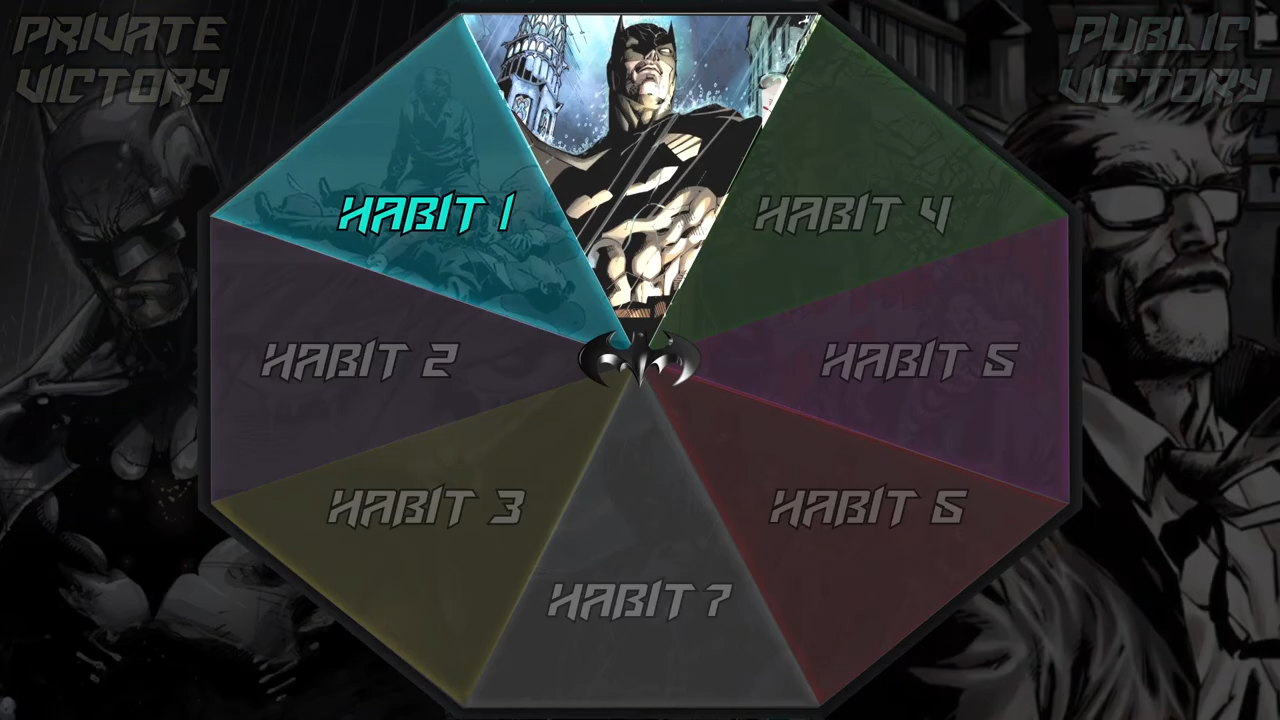 PRIVATE
VICTORY
PUBLIC
VICTORY
HABIT 1
HABIT 4
HABIT 2
HABIT 5
HABIT 3
HABIT 6
HABIT 7